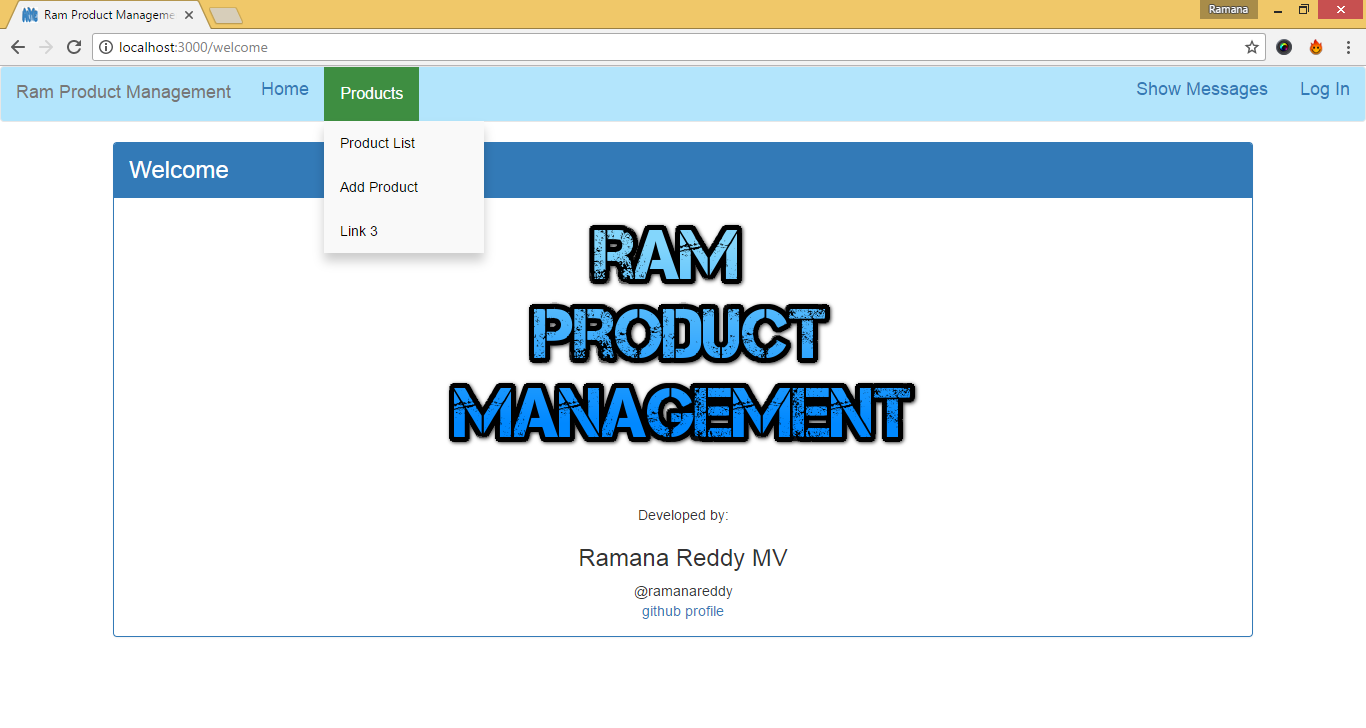 Ram Product Manageme
Ramana
localhost:3000/welcome
Ram Product Management Home Products Show Messages Log In
Product List
Add Product
Link 3
Welcome
RAM
PRODUCT
MANAGEMENT
Developed by:
Ramana Reddy MV
@ramanareddy
github profile